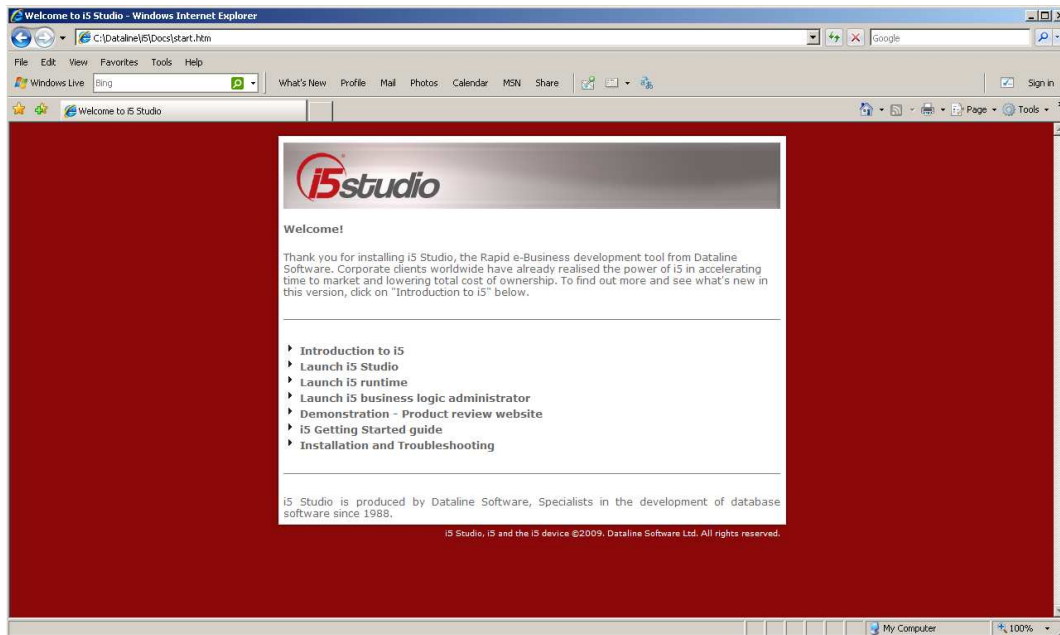 Welcome to i5 Studio - Windows Internet Explorer
C:\Dataline\i5\Docs\start.htm
Google
File Edit View Favorites Tools Help
Windows Live Bing What's New Profile Mail Photos Calendar MSN Share Sign in
Welcome to i5 Studio Page Tools
i5studio
Welcome!
Thank you for installing i5 Studio, the Rapid e-Business development tool from Dataline
Software. Corporate clients worldwide have already realised the power of i5 in accelerating
time to market and lowering total cost of ownership. To find out more and see what's new in
this version, click on "Introduction to i5" below.
Introduction to i5
Launch i5 Studio
Launch i5 runtime
Launch i5 business logic administrator
Demonstration - Product review website
i5 Getting Started guide
Installation and Troubleshooting
i5 Studio is produced by Dataline Software, Specialists in the development of database
software since 1988.
i5 Studio, i5 and the i5 device ©2009. Dataline Software Ltd. All rights reserved.
My Computer 100%